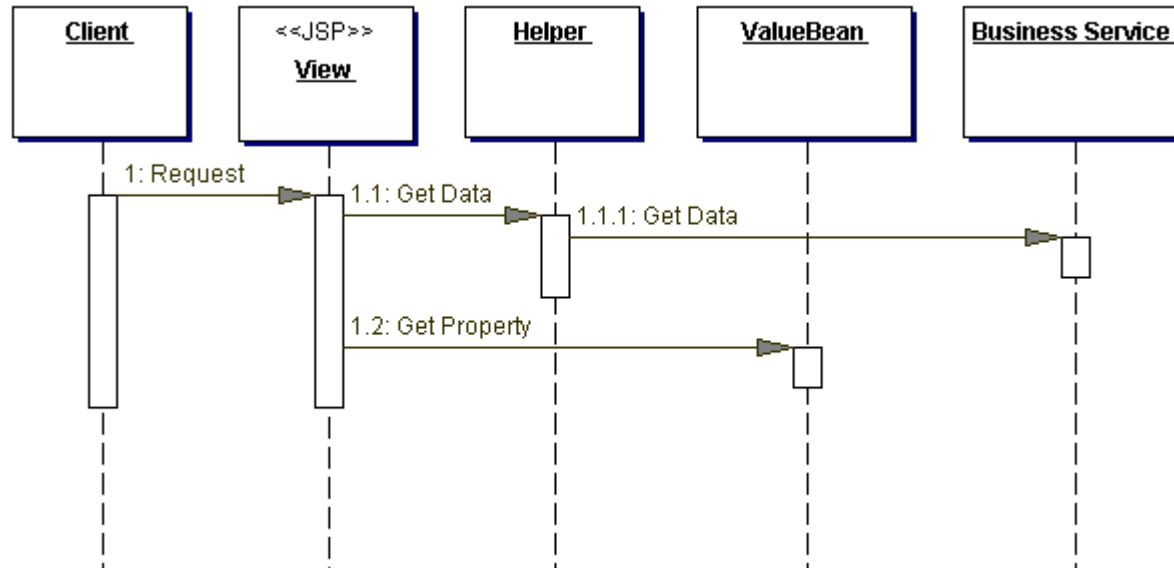 Client
<<JSP>>
View
Helper
ValueBean
Business Service
1: Request
1.1: Get Data
1.1.1: Get Data
1.2: Get Property